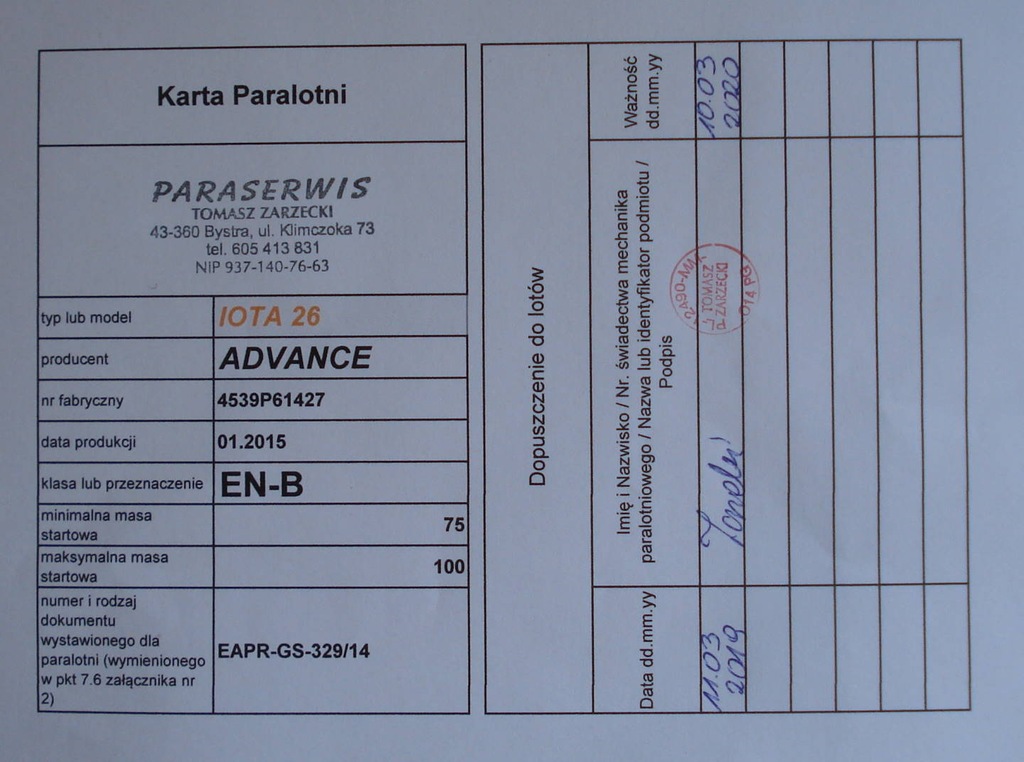 Karta Paralotni
PARASERWIS
TOMASZ ZARZECKI
43-360 Bystra, ul. Klimczoka 73
tel. 605 413 831
NIP 937-140-76-63
typ lub model
IOTA 26
producent
ADVANCE
nr fabryczny
4539P61427
data produkcji
01.2015
klasa lub przeznaczenie
EN-B
minimalna masa
startowa
75
maksymalna masa
startowa
100
numer i rodzaj
dokumentu
wystawionego dla
paralotni (wymienionego
w pkt 7.6 załącznika nr
2)
EAPR-GS-329/14
Dopuszczenie do lotów
Data dd.mm.yy
Imię i Nazwisko / Nr. świadectwa mechanika
paralotniowego / Nazwa lub identyfikator podmiotu /
Podpis
Ważność
dd.mm.yy
11.03
2019
TOMASZ
ZARZECKI
10.03
2020